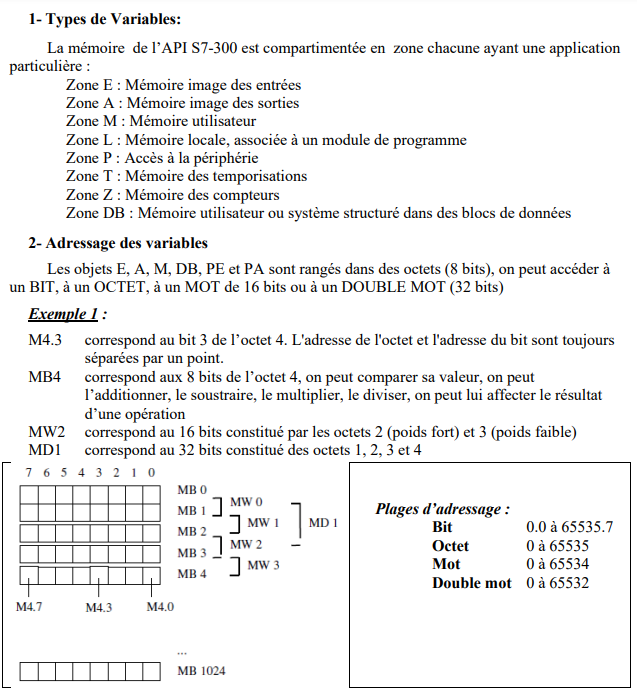 1- Types de Variables:
La mémoire de l'API S7-300 est compartimentée en zone chacune ayant une application
particulière :
Zone E : Mémoire image des entrées
Zone A : Mémoire image des sorties
Zone M : Mémoire utilisateur
Zone L : Mémoire locale, associée à un module de programme
Zone P : Accès à la périphérie
Zone T : Mémoire des temporisations
Zone Z : Mémoire des compteurs
Zone DB : Mémoire utilisateur ou système structuré dans des blocs de données
2- Adressage des variables
Les objets E, A, M, DB, PE et PA sont rangés dans des octets (8 bits), on peut accéder à
un BIT, à un OCTET, à un MOT de 16 bits ou à un DOUBLE MOT (32 bits)
Exemple 1 :
M4.3 correspond au bit 3 de l'octet 4. L'adresse de l'octet et l'adresse du bit sont toujours
séparées par un point.
MB4 correspond aux 8 bits de l'octet 4, on peut comparer sa valeur, on peut
l'additionner, le soustraire, le multiplier, le diviser, on peut lui affecter le résultat
d'une opération
MW2 correspond au 16 bits constitué par les octets 2 (poids fort) et 3 (poids faible)
MD1 correspond au 32 bits constitué des octets 1, 2, 3 et 4
7 6 5 4 3 2 1 0
MB 0
MW 0
MB 1
MW 1
MD 1
MB 2
MW 2
MB 3
MW 3
MB 4
M4.7 M4.3 M4.0
...
MB 1024
Plages d'adressage :
Bit 0.0 à 65535.7
Octet 0 à 65535
Mot 0 à 65534
Double mot 0 à 65532